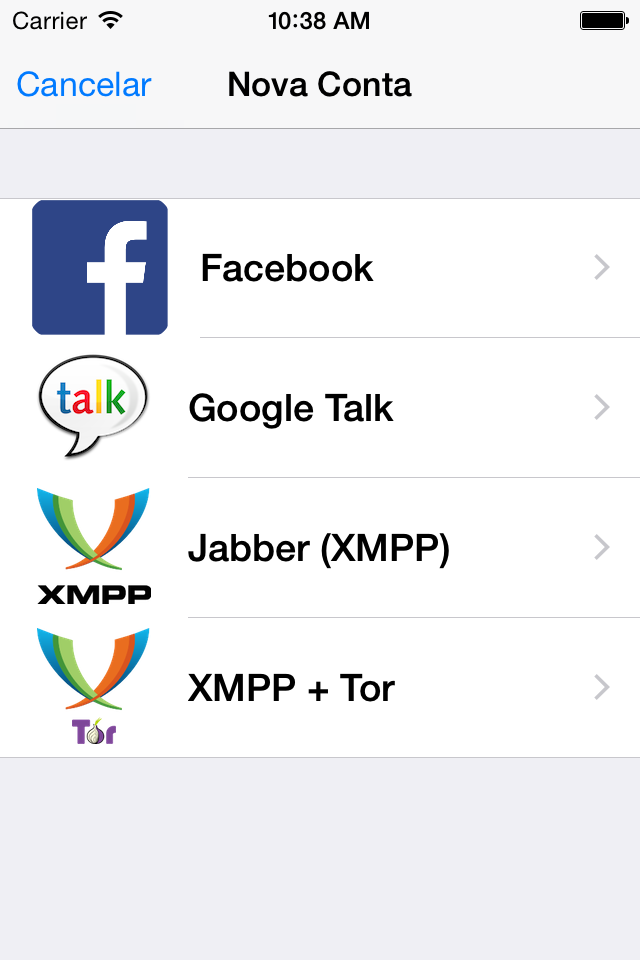 Carrier 10:38 AM
Cancelar Nova Conta
f Facebook
talk Google Talk
Jabber (XMPP)
XMPP
XMPP + Tor
Tor